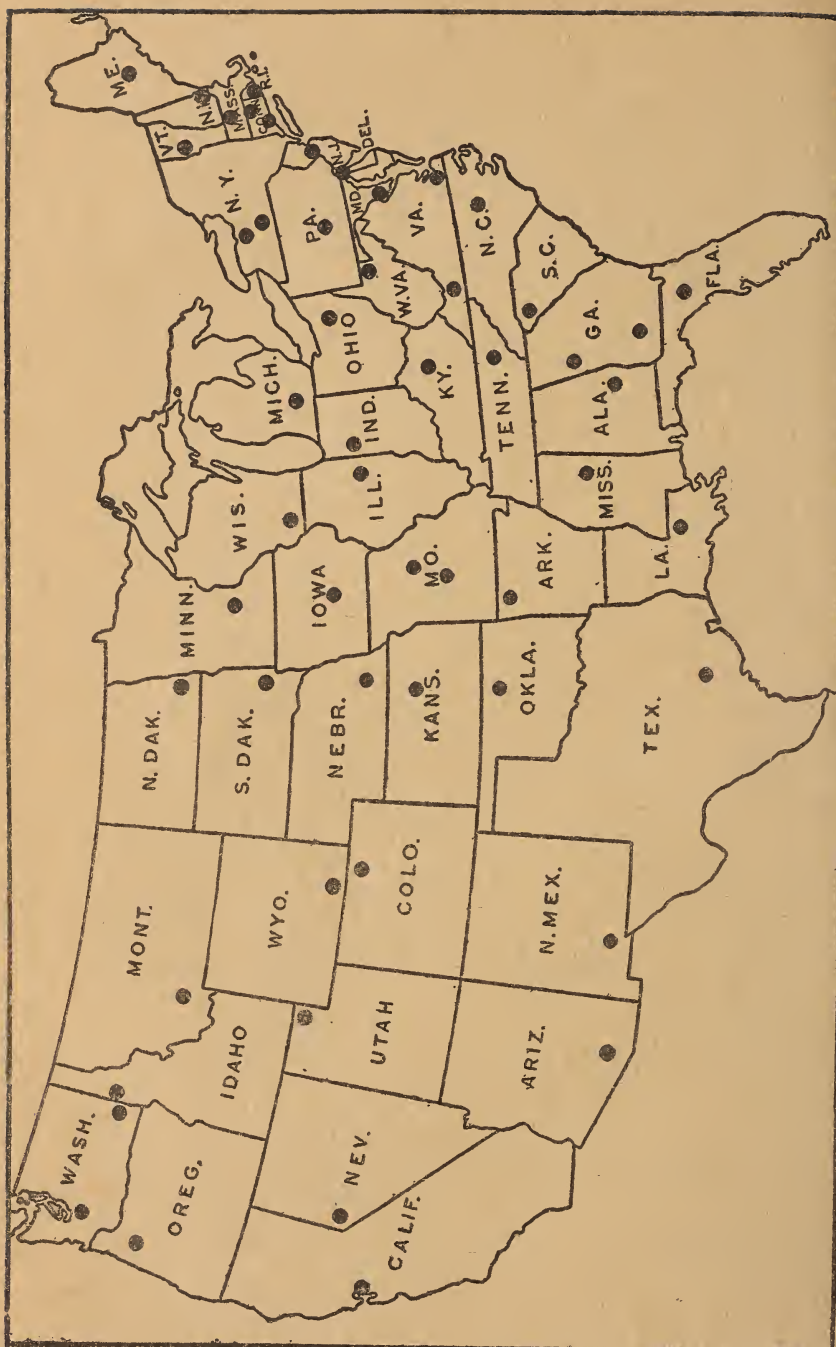 WASH.
OREG.
CALIF.
NEV.
IDAHO
MONT.
WYO.
UTAH
ARIZ.
COLO.
N.MEX.
N. DAK.
S. DAK.
NEBR.
KANS.
OKLA.
TEX.
MINN.
IOWA
MO.
ARK.
LA.
WIS.
ILL.
MICH.
IND.
OHIO
KY.
TENN.
MISS.
ALA.
GA.
FLA.
S.C.
N.C.
VA.
W.VA.
MD.
DEL.
PA.
N.J.
N.Y.
VT.
N.H.
ME.
MASS.
CONN.
R.I.